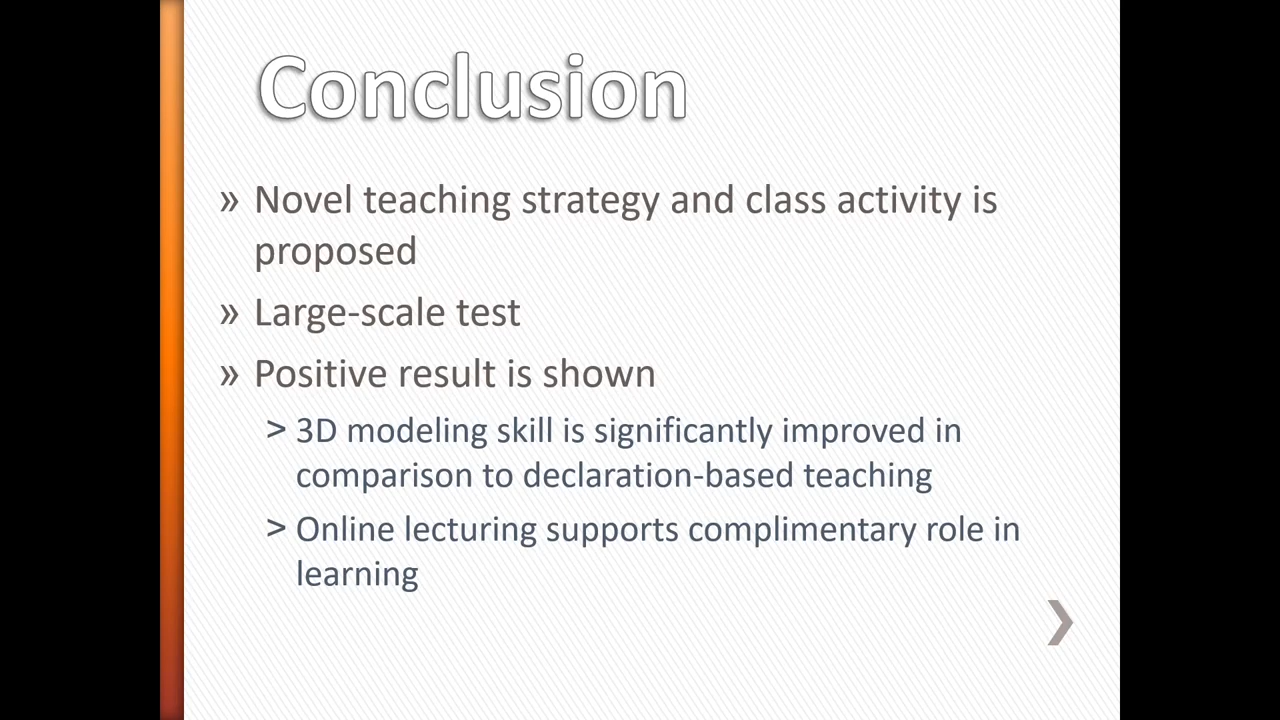 Conclusion
» Novel teaching strategy and class activity is
proposed
» Large-scale test
» Positive result is shown
> 3D modeling skill is significantly improved in
comparison to declaration-based teaching
> Online lecturing supports complimentary role in
learning